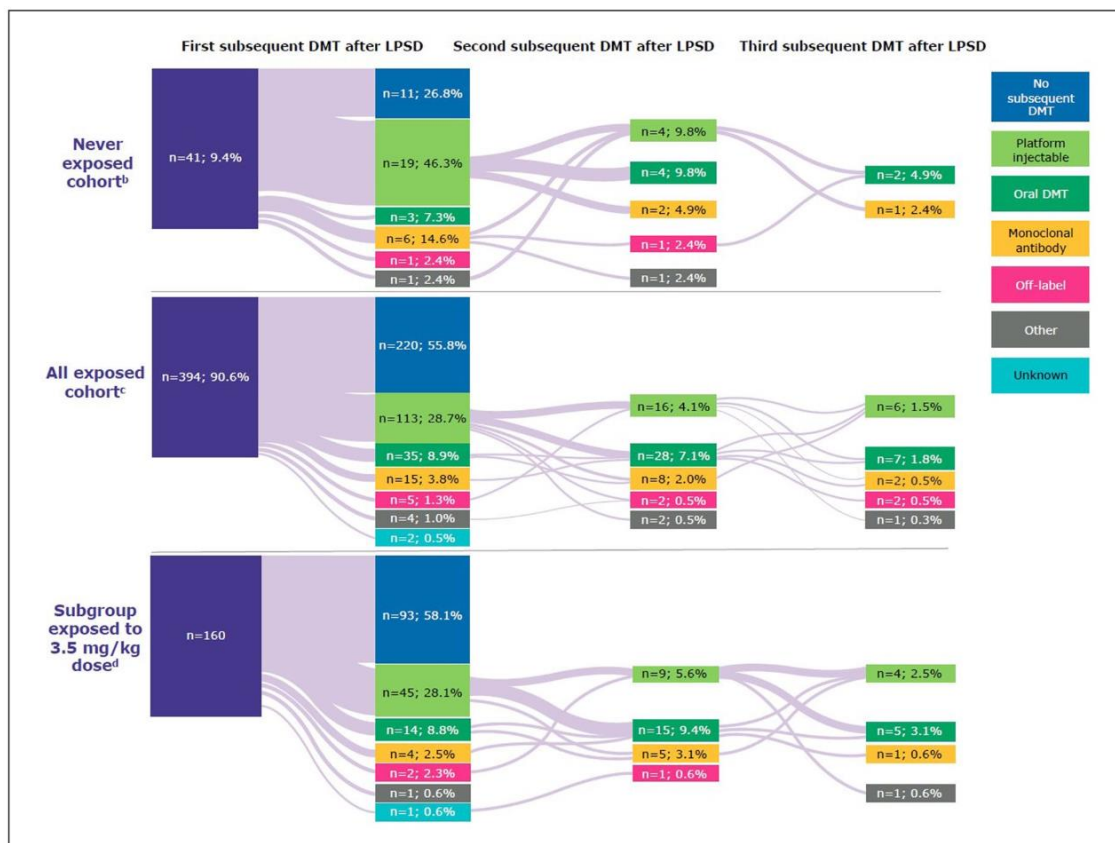 First subsequent DMT after LPSD
Second subsequent DMT after LPSD
Third subsequent DMT after LPSD
Never
exposed
cohortᵇ
n=41; 9.4%
n=11; 26.8%
n=19; 46.3%
n=3; 7.3%
n=6; 14.6%
n=1; 2.4%
n=1; 2.4%
n=4; 9.8%
n=4; 9.8%
n=2; 4.9%
n=1; 2.4%
n=1; 2.4%
n=2; 4.9%
n=1; 2.4%
All exposed
cohortᶜ
n=394; 90.6%
n=220; 55.8%
n=113; 28.7%
n=35; 8.9%
n=15; 3.8%
n=5; 1.3%
n=4; 1.0%
n=2; 0.5%
n=16; 4.1%
n=28; 7.1%
n=8; 2.0%
n=2; 0.5%
n=2; 0.5%
n=6; 1.5%
n=7; 1.8%
n=2; 0.5%
n=2; 0.5%
n=1; 0.3%
Subgroup
exposed to
3.5 mg/kg
doseᵈ
n=160
n=93; 58.1%
n=45; 28.1%
n=14; 8.8%
n=4; 2.5%
n=2; 2.3%
n=1; 0.6%
n=1; 0.6%
n=9; 5.6%
n=15; 9.4%
n=5; 3.1%
n=1; 0.6%
n=4; 2.5%
n=5; 3.1%
n=1; 0.6%
n=1; 0.6%
No
subsequent
DMT
Platform
injectable
Oral DMT
Monoclonal
antibody
Off-label
Other
Unknown